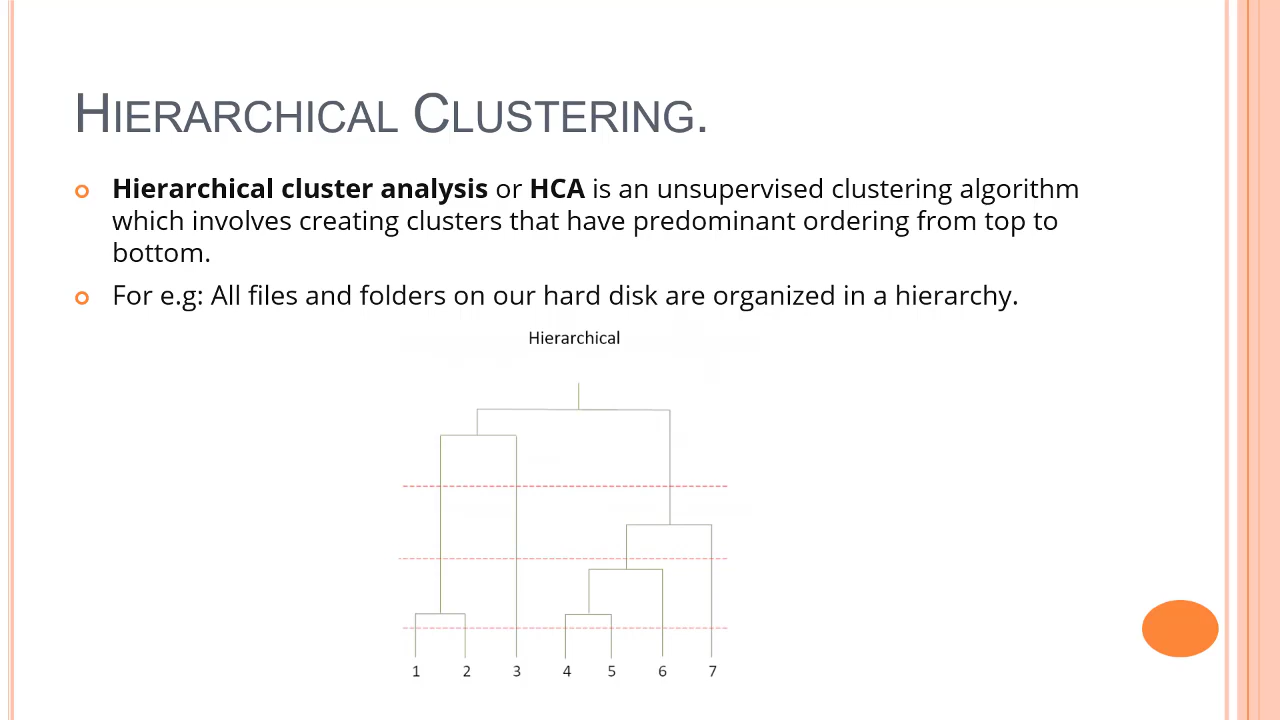 HIERARCHICAL CLUSTERING.
Hierarchical cluster analysis or HCA is an unsupervised clustering algorithm
which involves creating clusters that have predominant ordering from top to
bottom.
For e.g: All files and folders on our hard disk are organized in a hierarchy.
Hierarchical
1 2 3 4 5 6 7